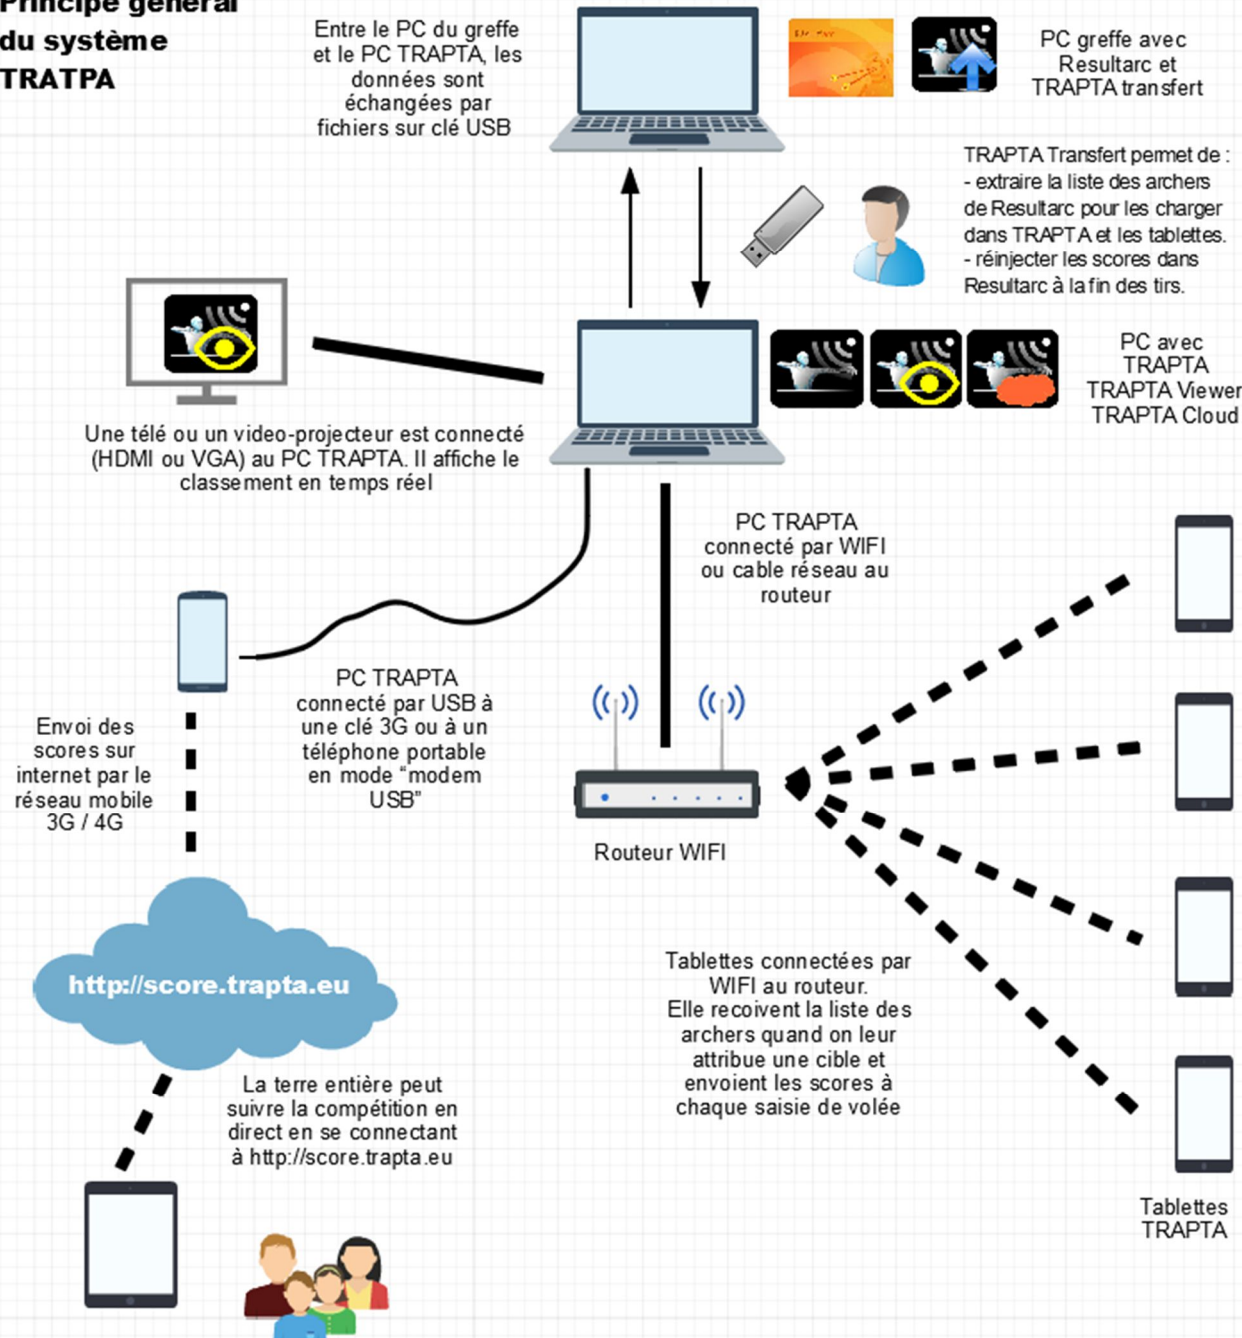 Principe général
du système
TRATPA
Entre le PC du greffe
et le PC TRAPTA, les
données sont
échangées par
fichiers sur clé USB
PC greffe avec
Resultarc et
TRAPTA transfert
TRAPTA Transfert permet de :
- extraire la liste des archers
de Resultarc pour les charger
dans TRAPTA et les tablettes.
- réinjecter les scores dans
Resultarc à la fin des tirs.
PC avec
TRAPTA
TRAPTA Viewer
TRAPTA Cloud
Une télé ou un video-projecteur est connecté
(HDMI ou VGA) au PC TRAPTA. Il affiche le
classement en temps réel
PC TRAPTA
connecté par WIFI
ou cable réseau au
routeur
PC TRAPTA
connecté par USB à
une clé 3G ou à un
téléphone portable
en mode “modem
USB”
Envoi des
scores sur
internet par le
réseau mobile
3G / 4G
Routeur WIFI
http://score.trapta.eu
Tablettes connectées par
WIFI au routeur.
Elle recoivent la liste des
archers quand on leur
attribue une cible et
envoient les scores à
chaque saisie de volée
La terre entière peut
suivre la compétition en
direct en se connectant
à http://score.trapta.eu
Tablettes
TRAPTA